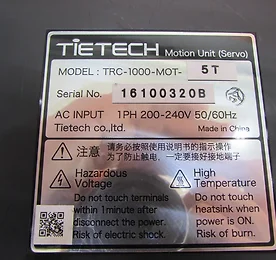 TIETECH Motion Unit (Servo)
MODEL : TRC-1000-MOT- 5T
Serial No. 16100320B
AC INPUT 1PH 200-240V 50/60Hz
Tietech co.,ltd. Made in China
注意 请务必按照使用说明书的指示操作
为了防止触电，一定要接好接地端子
Hazardous Voltage
Do not touch terminals
within 1minute after
disconnect the power.
Risk of electric shock.
High Temperature
Do not touch
heatsink when
power is ON.
Risk of burn.